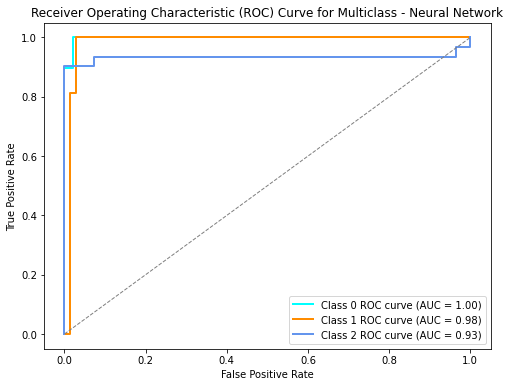 Receiver Operating Characteristic (ROC) Curve for Multiclass - Neural Network
1.0
0.8
0.6
0.4
0.2
0.0
True Positive Rate
Class 0 ROC curve (AUC = 1.00)
Class 1 ROC curve (AUC = 0.98)
Class 2 ROC curve (AUC = 0.93)
0.0 0.2 0.4 0.6 0.8 1.0
False Positive Rate